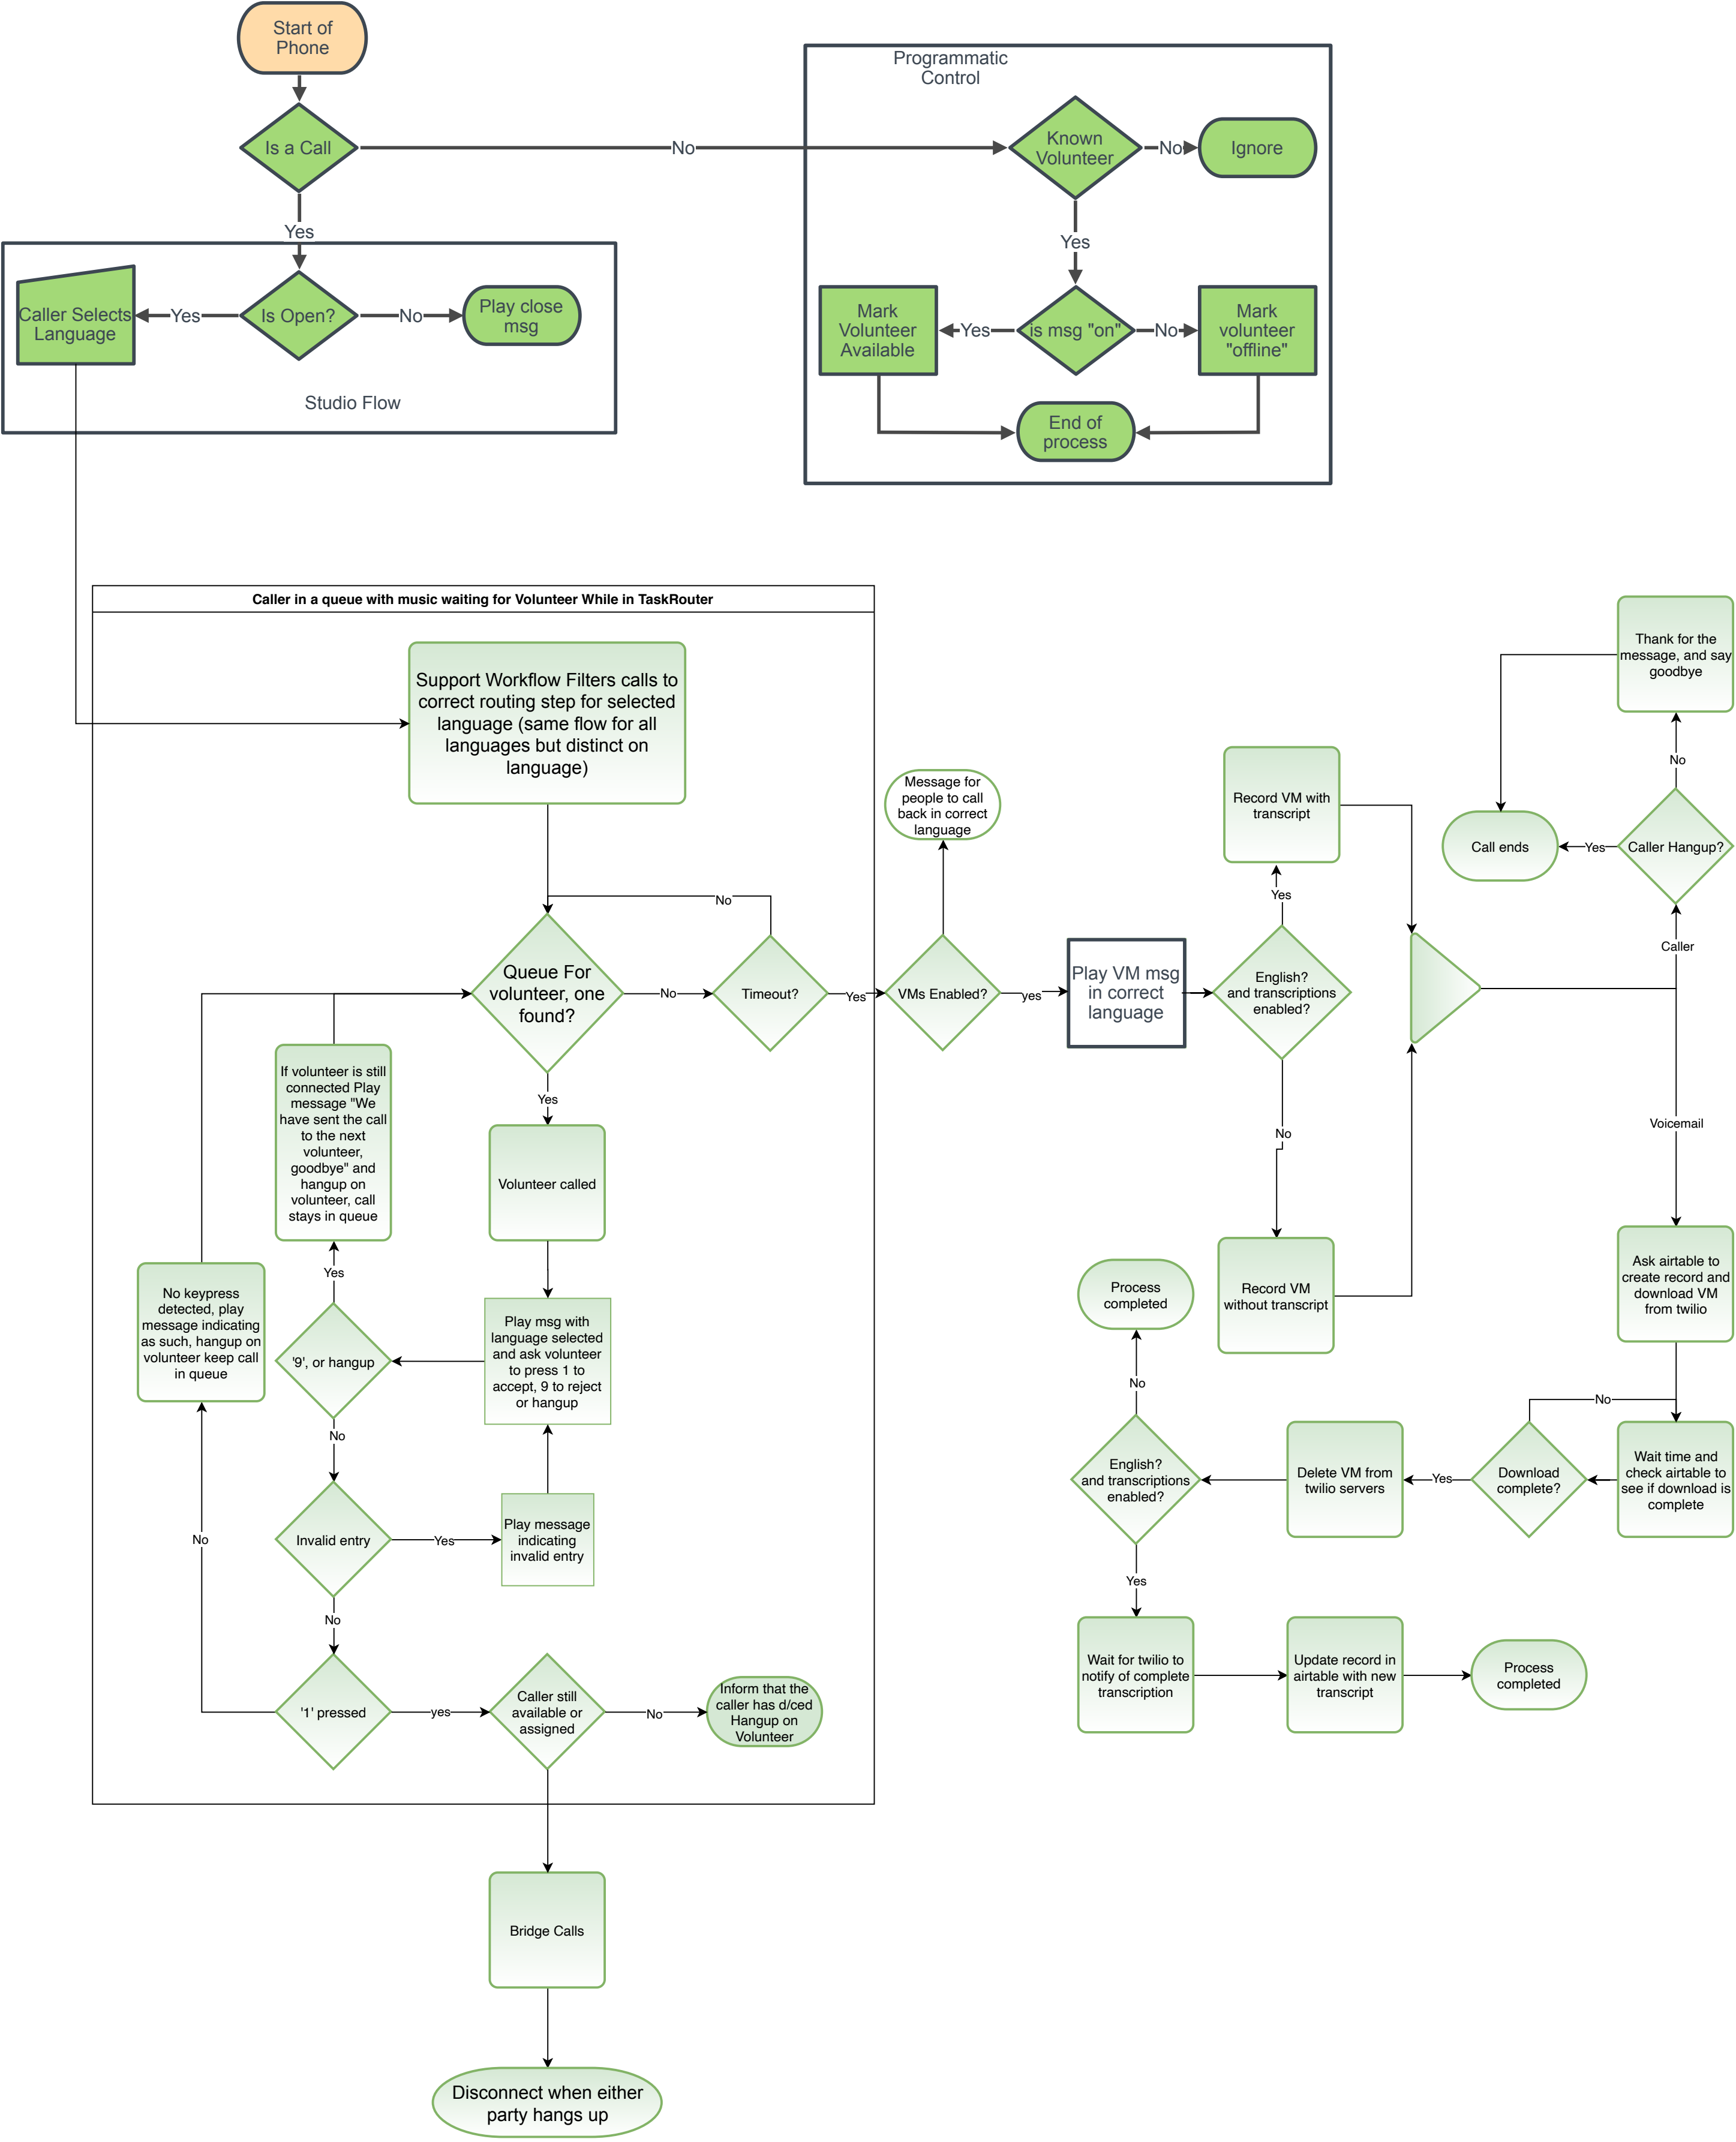 Start of
Phone
Programmatic
Control
Is a Call
No
Known
Volunteer
No
Ignore
Yes
Yes
Caller Selects
Language
Yes
Is Open?
No
Play close
msg
Studio Flow
Mark
Volunteer
Available
Yes
is msg "on"
No
Mark
volunteer
"offline"
End of
process
Caller in a queue with music waiting for Volunteer While in TaskRouter
Support Workflow Filters calls to
correct routing step for selected
language (same flow for all
languages but distinct on
language)
No
Queue For
volunteer, one
found?
No
Timeout?
Yes
Message for
people to call
back in correct
language
VMs Enabled?
yes
Play VM msg
in correct
language
English?
and transcriptions
enabled?
Yes
Record VM with
transcript
No
Record VM
without transcript
Thank for the
message, and say
goodbye
No
Call ends
Yes
Caller Hangup?
Caller
Voicemail
Ask airtable to
create record and
download VM
from twilio
No
Wait time and
check airtable to
see if download is
complete
Download
complete?
Yes
Delete VM from
twilio servers
English?
and transcriptions
enabled?
No
Process
completed
Yes
Wait for twilio to
notify of complete
transcription
Update record in
airtable with new
transcript
Process
completed
Yes
Volunteer called
If volunteer is still
connected Play
message "We
have sent the call
to the next
volunteer,
goodbye" and
hangup on
volunteer, call
stays in queue
Yes
No keypress
detected, play
message indicating
as such, hangup on
volunteer keep call
in queue
'9', or hangup
Play msg with
language selected
and ask volunteer
to press 1 to
accept, 9 to reject
or hangup
No
No
Invalid entry
Yes
Play message
indicating
invalid entry
No
'1' pressed
yes
Caller still
available or
assigned
No
Inform that the
caller has d/ced
Hangup on
Volunteer
Bridge Calls
Disconnect when either
party hangs up